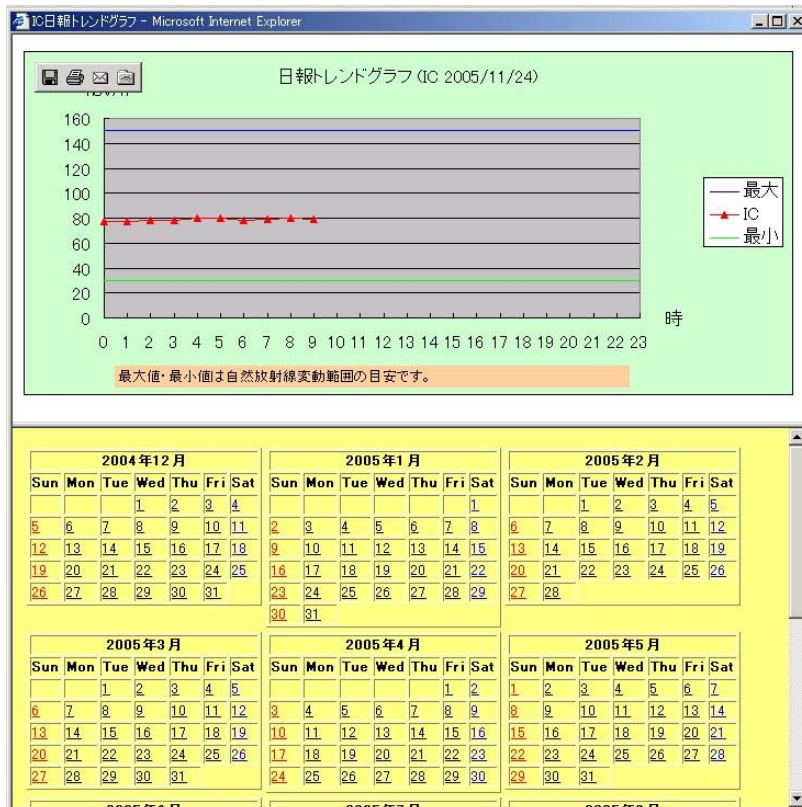 IC日報トレンドグラフ - Microsoft Internet Explorer
日報トレンドグラフ (IC 2005/11/24)
160
140
120
100
80
60
40
20
0
0 1 2 3 4 5 6 7 8 9 10 11 12 13 14 15 16 17 18 19 20 21 22 23
時
最大
IC
最小
最大値・最小値は自然放射線変動範囲の目安です。
2004年12月
Sun Mon Tue Wed Thu Fri Sat
1 2 3 4
5 6 7 8 9 10 11
12 13 14 15 16 17 18
19 20 21 22 23 24 25
26 27 28 29 30 31
2005年1月
Sun Mon Tue Wed Thu Fri Sat
1
2 3 4 5 6 7 8
9 10 11 12 13 14 15
16 17 18 19 20 21 22
23 24 25 26 27 28 29
30 31
2005年2月
Sun Mon Tue Wed Thu Fri Sat
1 2 3 4 5
6 7 8 9 10 11 12
13 14 15 16 17 18 19
20 21 22 23 24 25 26
27 28
2005年3月
Sun Mon Tue Wed Thu Fri Sat
1 2 3 4 5
6 7 8 9 10 11 12
13 14 15 16 17 18 19
20 21 22 23 24 25 26
27 28 29 30 31
2005年4月
Sun Mon Tue Wed Thu Fri Sat
1 2
3 4 5 6 7 8 9
10 11 12 13 14 15 16
17 18 19 20 21 22 23
24 25 26 27 28 29 30
2005年5月
Sun Mon Tue Wed Thu Fri Sat
1 2 3 4 5 6 7
8 9 10 11 12 13 14
15 16 17 18 19 20 21
22 23 24 25 26 27 28
29 30 31